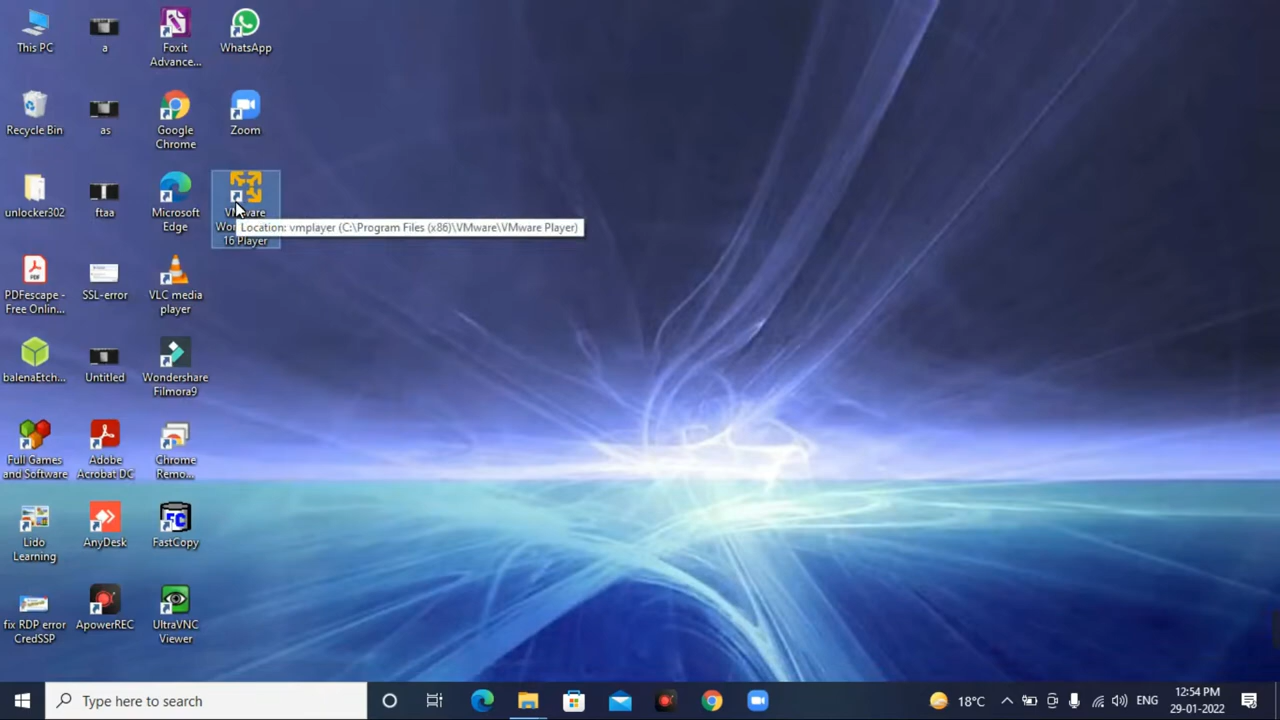 This PC
a
Foxit
Advance...
WhatsApp
Recycle Bin
as
Google
Chrome
Zoom
unlocker302
ftaa
Microsoft
Edge
VMware
16 Player
Location: vmplayer (C:\Program Files (x86)\VMware\VMware Player)
PDFescape -
Free Onlin...
SSL-error
VLC media
player
balenaEtch...
Untitled
Wondershare
Filmora9
Full Games
and Software
Adobe
Acrobat DC
Chrome
Remo...
Lido
Learning
AnyDesk
FastCopy
fix RDP error
CredSSP
ApowerREC
UltraVNC
Viewer
Type here to search
18°C
ENG
12:54 PM
29-01-2022